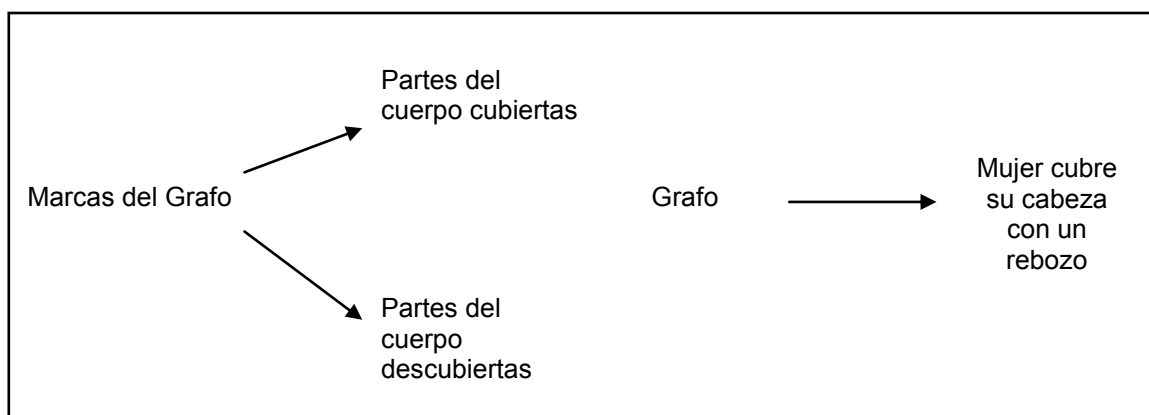 Marcas del Grafo
Partes del
cuerpo cubiertas
Partes del
cuerpo
descubiertas
Grafo
Mujer cubre
su cabeza
con un
rebozo